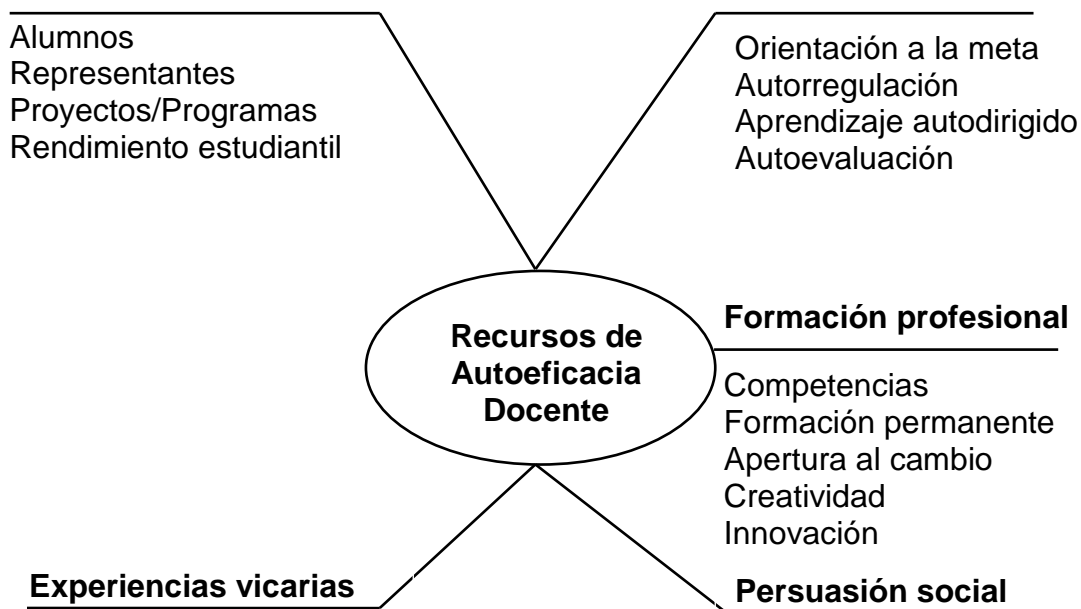 Alumnos
Representantes
Proyectos/Programas
Rendimiento estudiantil
Orientación a la meta
Autorregulación
Aprendizaje autodirigido
Autoevaluación
Recursos de
Autoeficacia
Docente
Formación profesional
Competencias
Formación permanente
Apertura al cambio
Creatividad
Innovación
Experiencias vicarias
Persuasión social